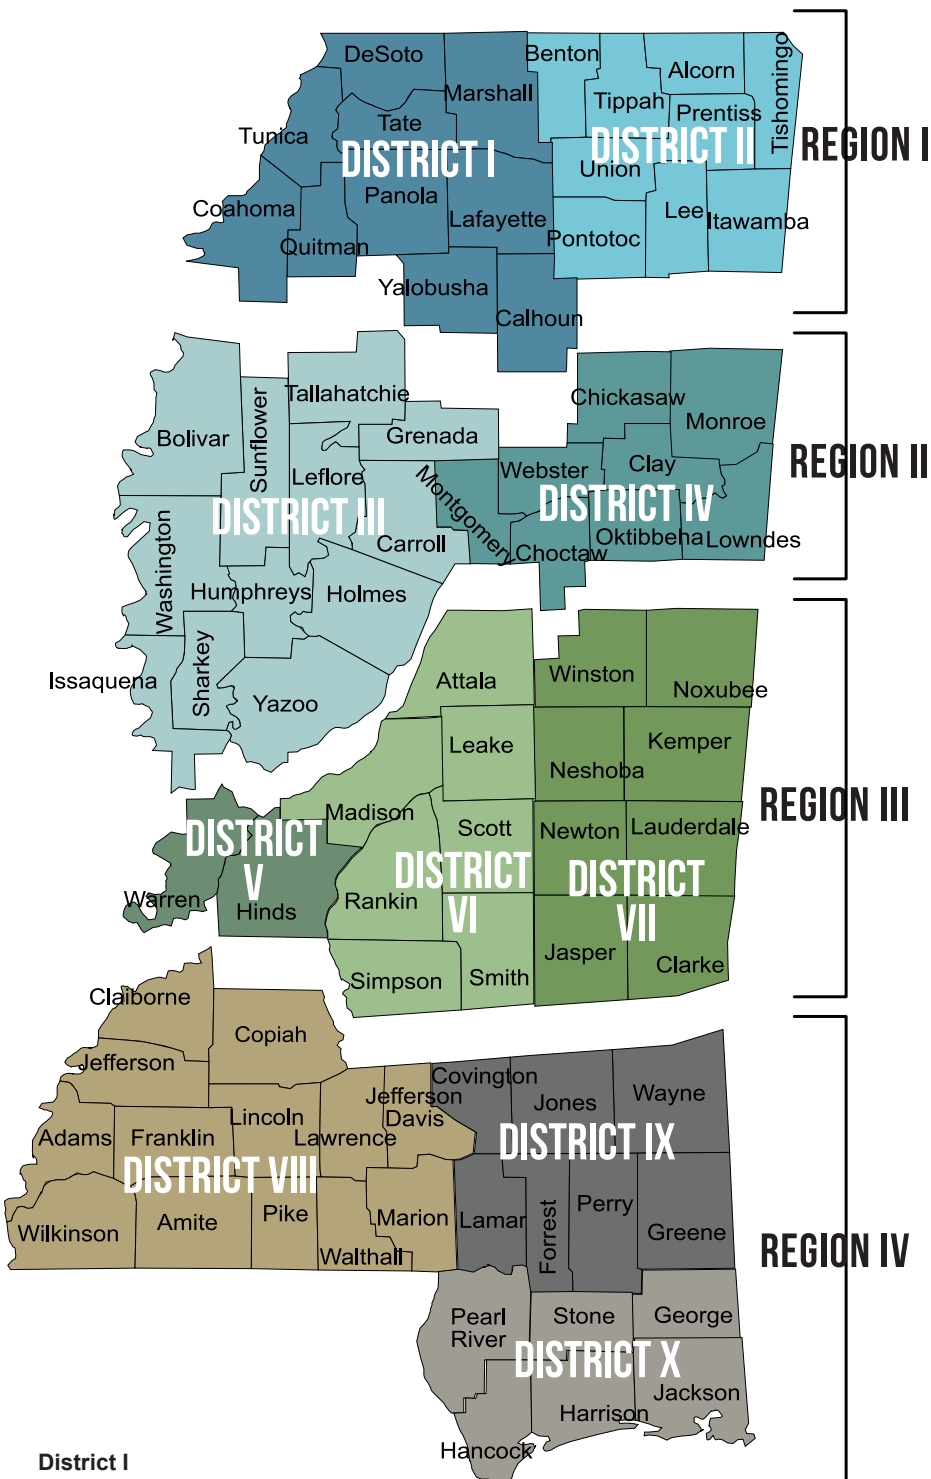 DeSoto
Benton
Alcorn
Tishomingo
Marshall
Tippah
Prentiss
Tunica
Tate
DISTRICT I
DISTRICT II
REGION I
Union
Panola
Coahoma
Lafayette
Lee
Itawamba
Quitman
Pontotoc
Yalobusha
Calhoun
Tallahatchie
Chickasaw
Monroe
Sunflower
Bolivar
Grenada
REGION II
Leflore
Webster
Clay
Montgomery
DISTRICT III
DISTRICT IV
Washington
Carroll
Choctaw
Oktibbeha
Lowndes
Humphreys
Holmes
Issaquena
Sharkey
Yazoo
Attala
Winston
Noxubee
Leake
Kemper
Neshoba
REGION III
Madison
Scott
Newton
Lauderdale
DISTRICT
V
DISTRICT
VI
DISTRICT
VII
Warren
Hinds
Rankin
Jasper
Clarke
Simpson
Smith
Claiborne
Copiah
Jefferson
Covington
Jones
Wayne
Jefferson
Davis
Lincoln
Lawrence
Adams
Franklin
DISTRICT IX
DISTRICT VIII
Wilkinson
Amite
Pike
Marion
Walthall
Lamar
Forrest
Perry
Greene
REGION IV
Pearl
River
Stone
George
DISTRICT X
Jackson
Harrison
Hancock
District I